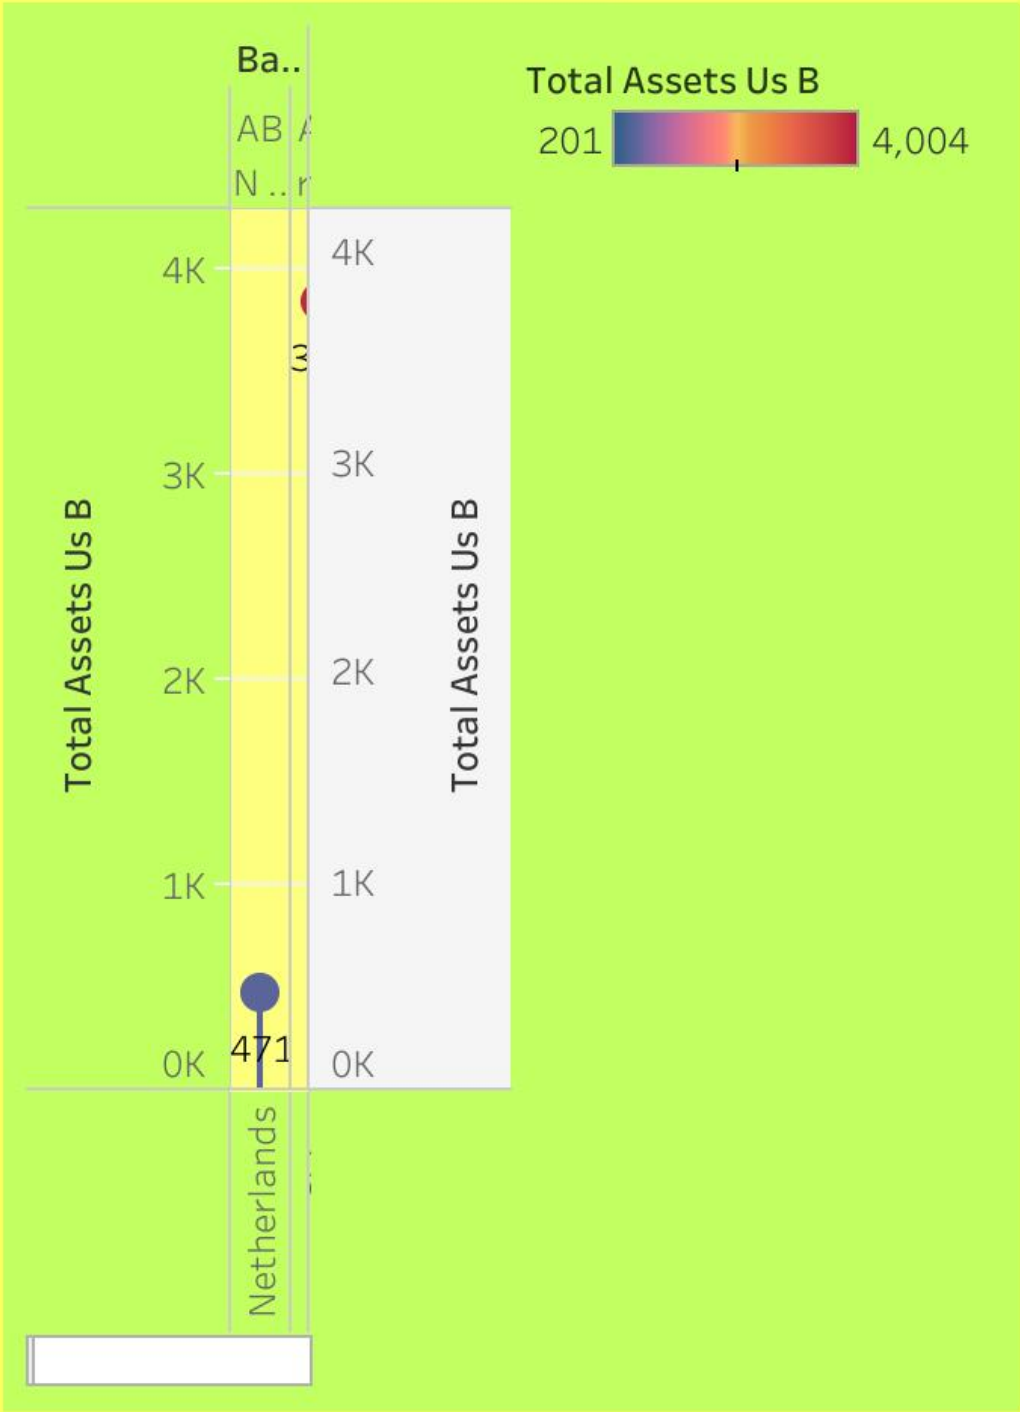 Ba..
AB
N ..
Total Assets Us B
201
4,004
4K
3K
2K
1K
0K
Total Assets Us B
471
4K
3K
2K
1K
0K
Total Assets Us B
Netherlands